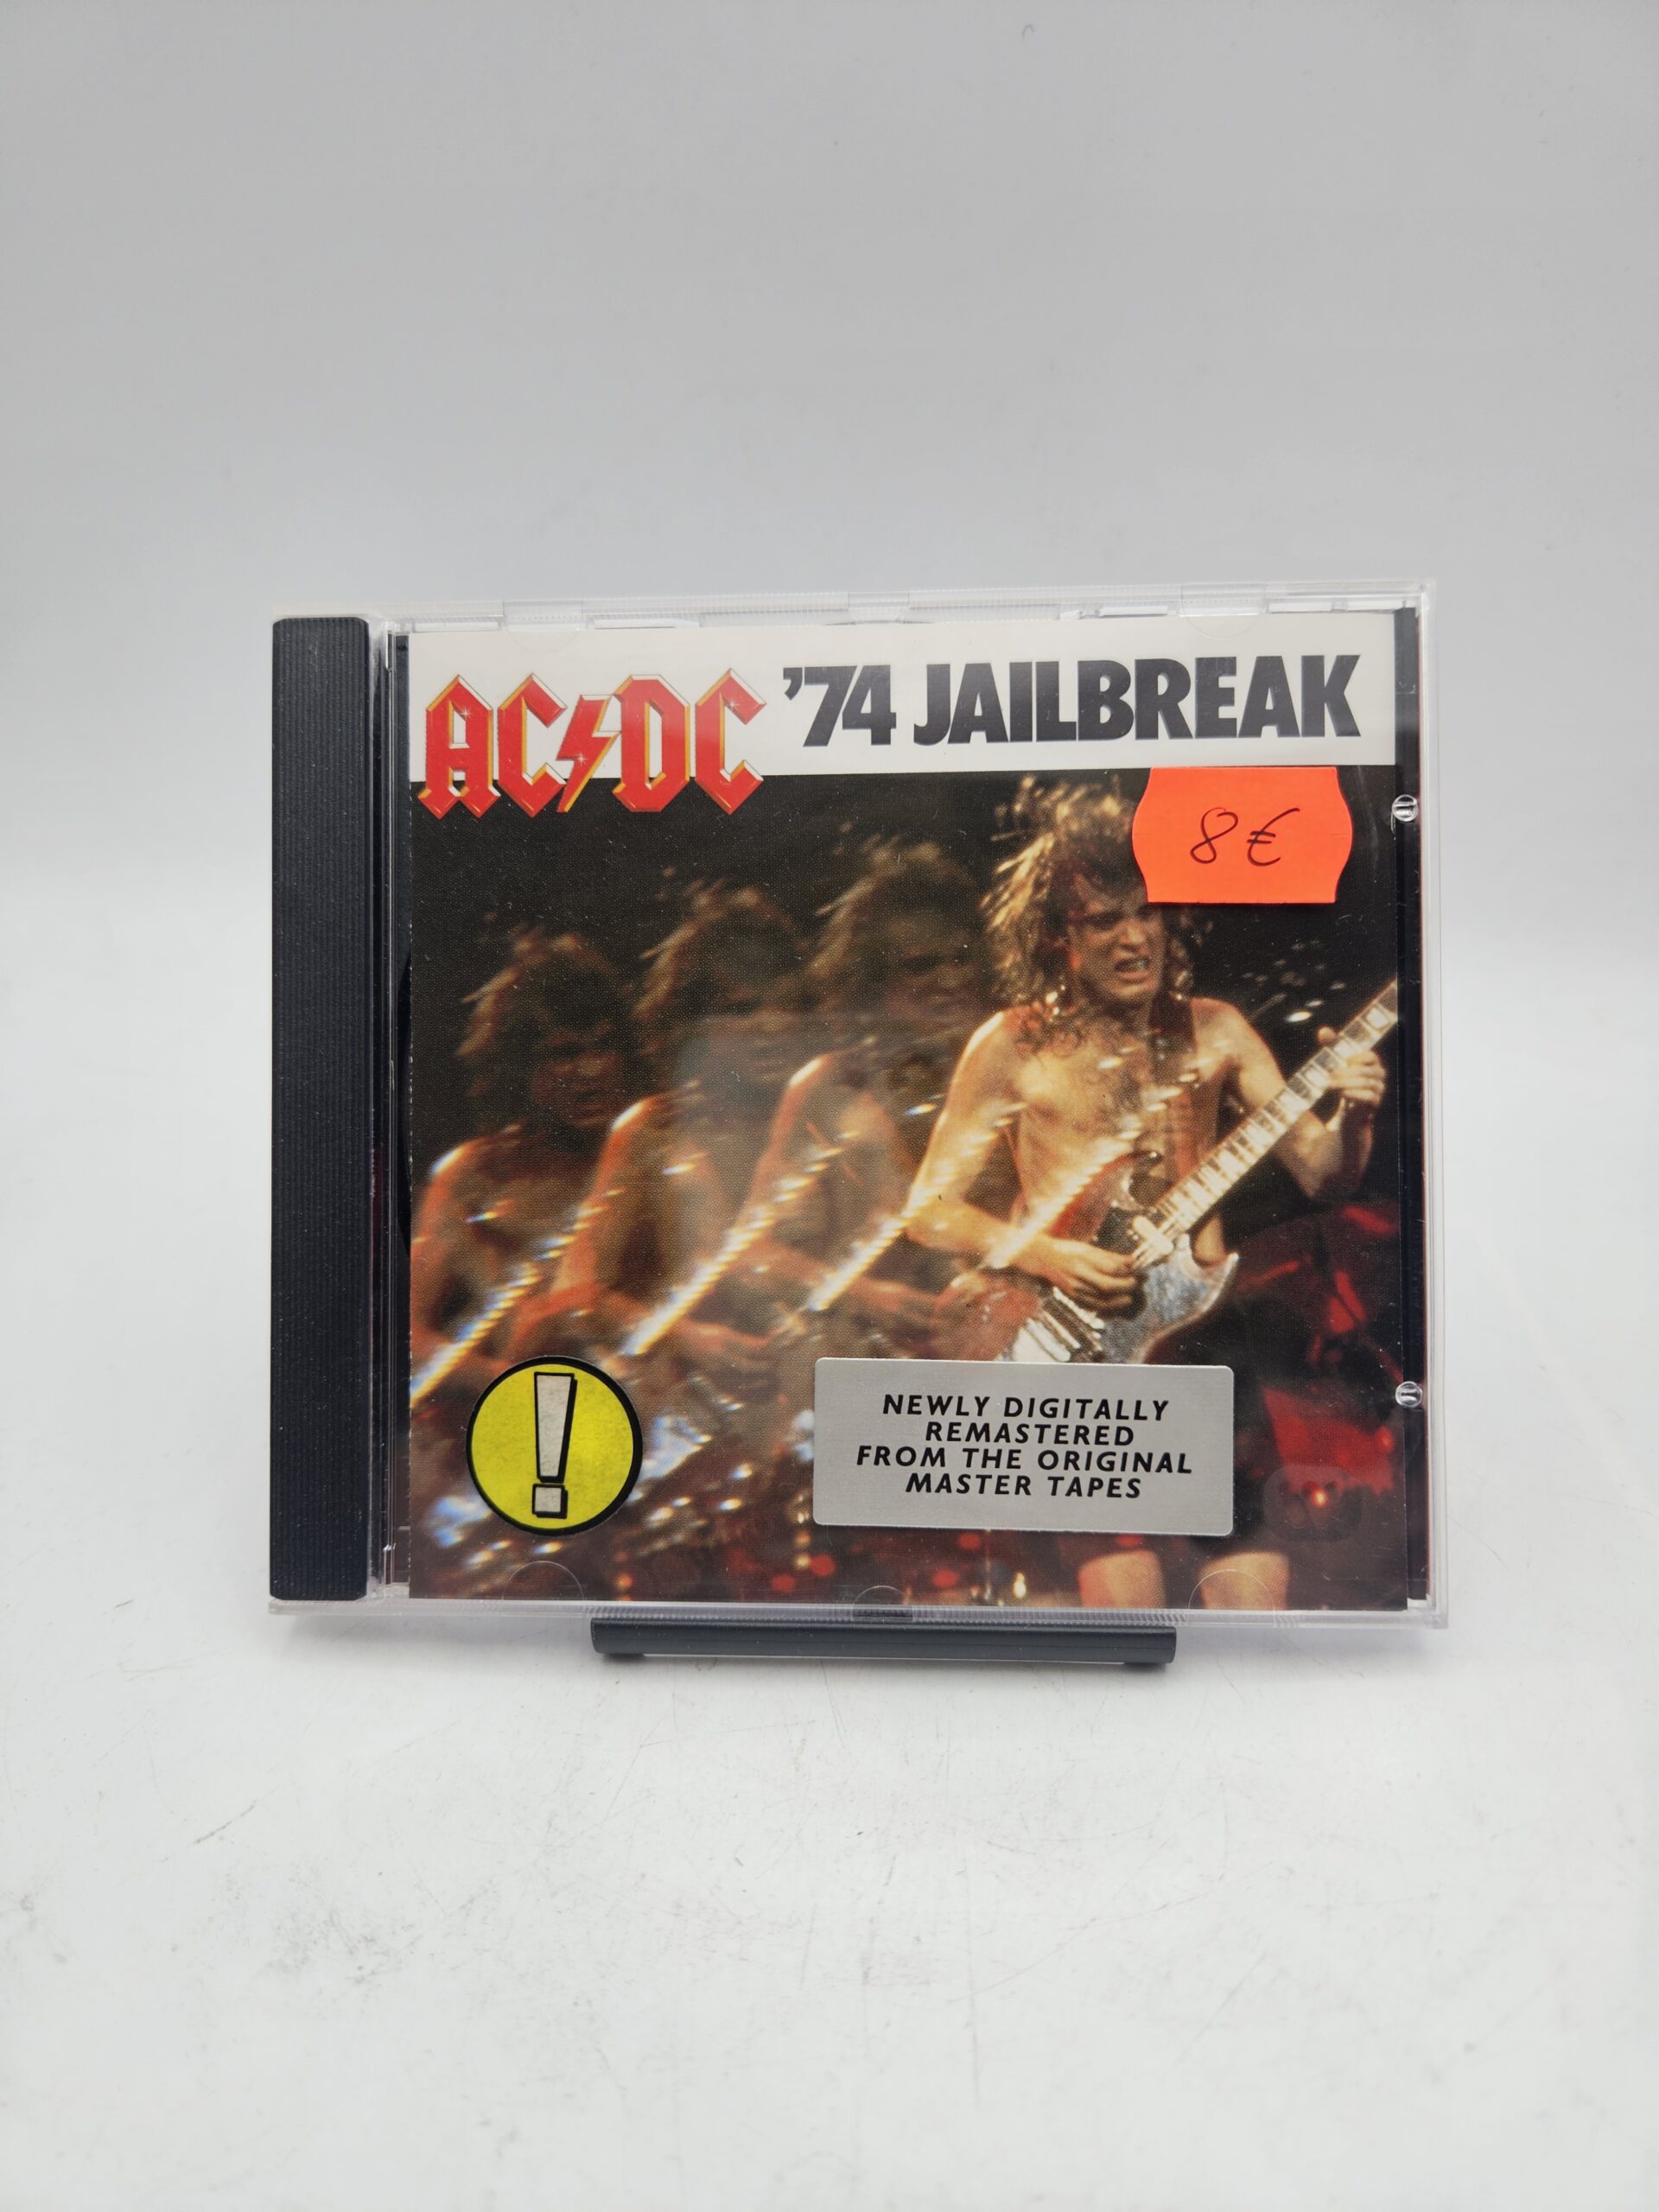 AC⚡DC '74 JAILBREAK
8€
!
NEWLY DIGITALLY
REMASTERED
FROM THE ORIGINAL
MASTER TAPES